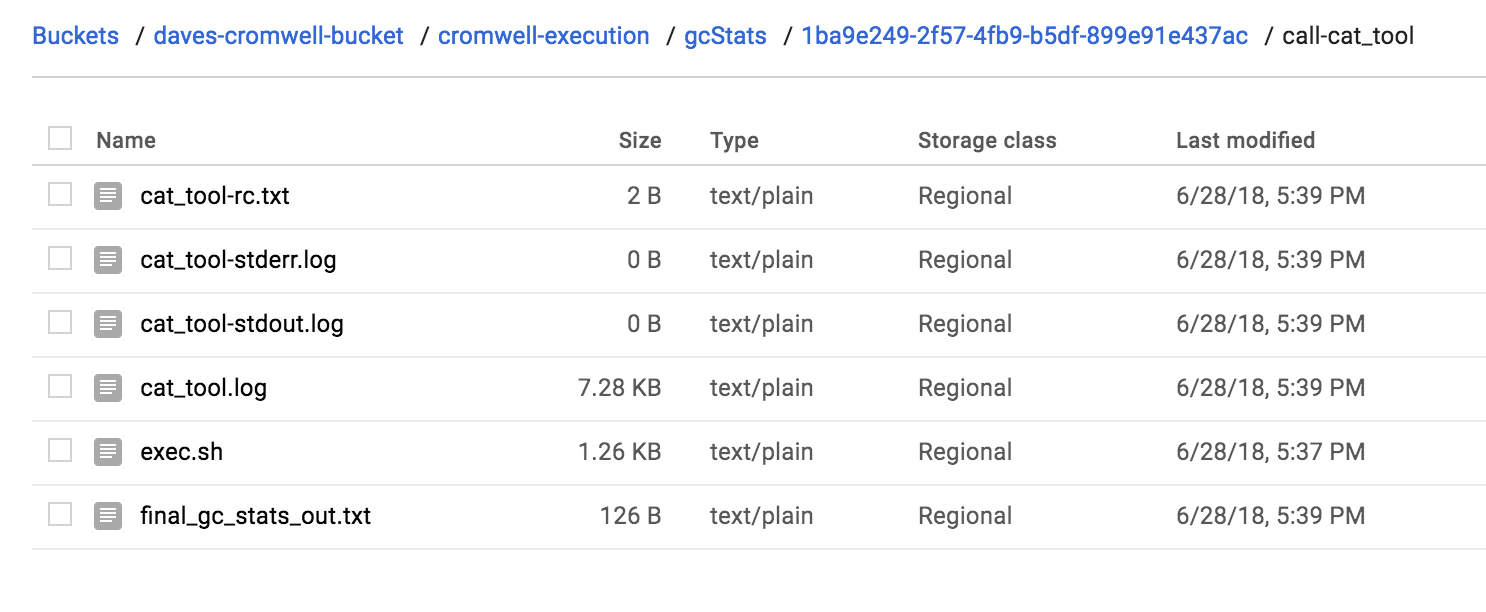 Buckets / daves-cromwell-bucket / cromwell-execution / gcStats / 1ba9e249-2f57-4fb9-b5df-899e91e437ac / call-cat_tool
Name Size Type Storage class Last modified
cat_tool-rc.txt 2 B text/plain Regional 6/28/18, 5:39 PM
cat_tool-stderr.log 0 B text/plain Regional 6/28/18, 5:39 PM
cat_tool-stdout.log 0 B text/plain Regional 6/28/18, 5:39 PM
cat_tool.log 7.28 KB text/plain Regional 6/28/18, 5:39 PM
exec.sh 1.26 KB text/plain Regional 6/28/18, 5:37 PM
final_gc_stats_out.txt 126 B text/plain Regional 6/28/18, 5:39 PM